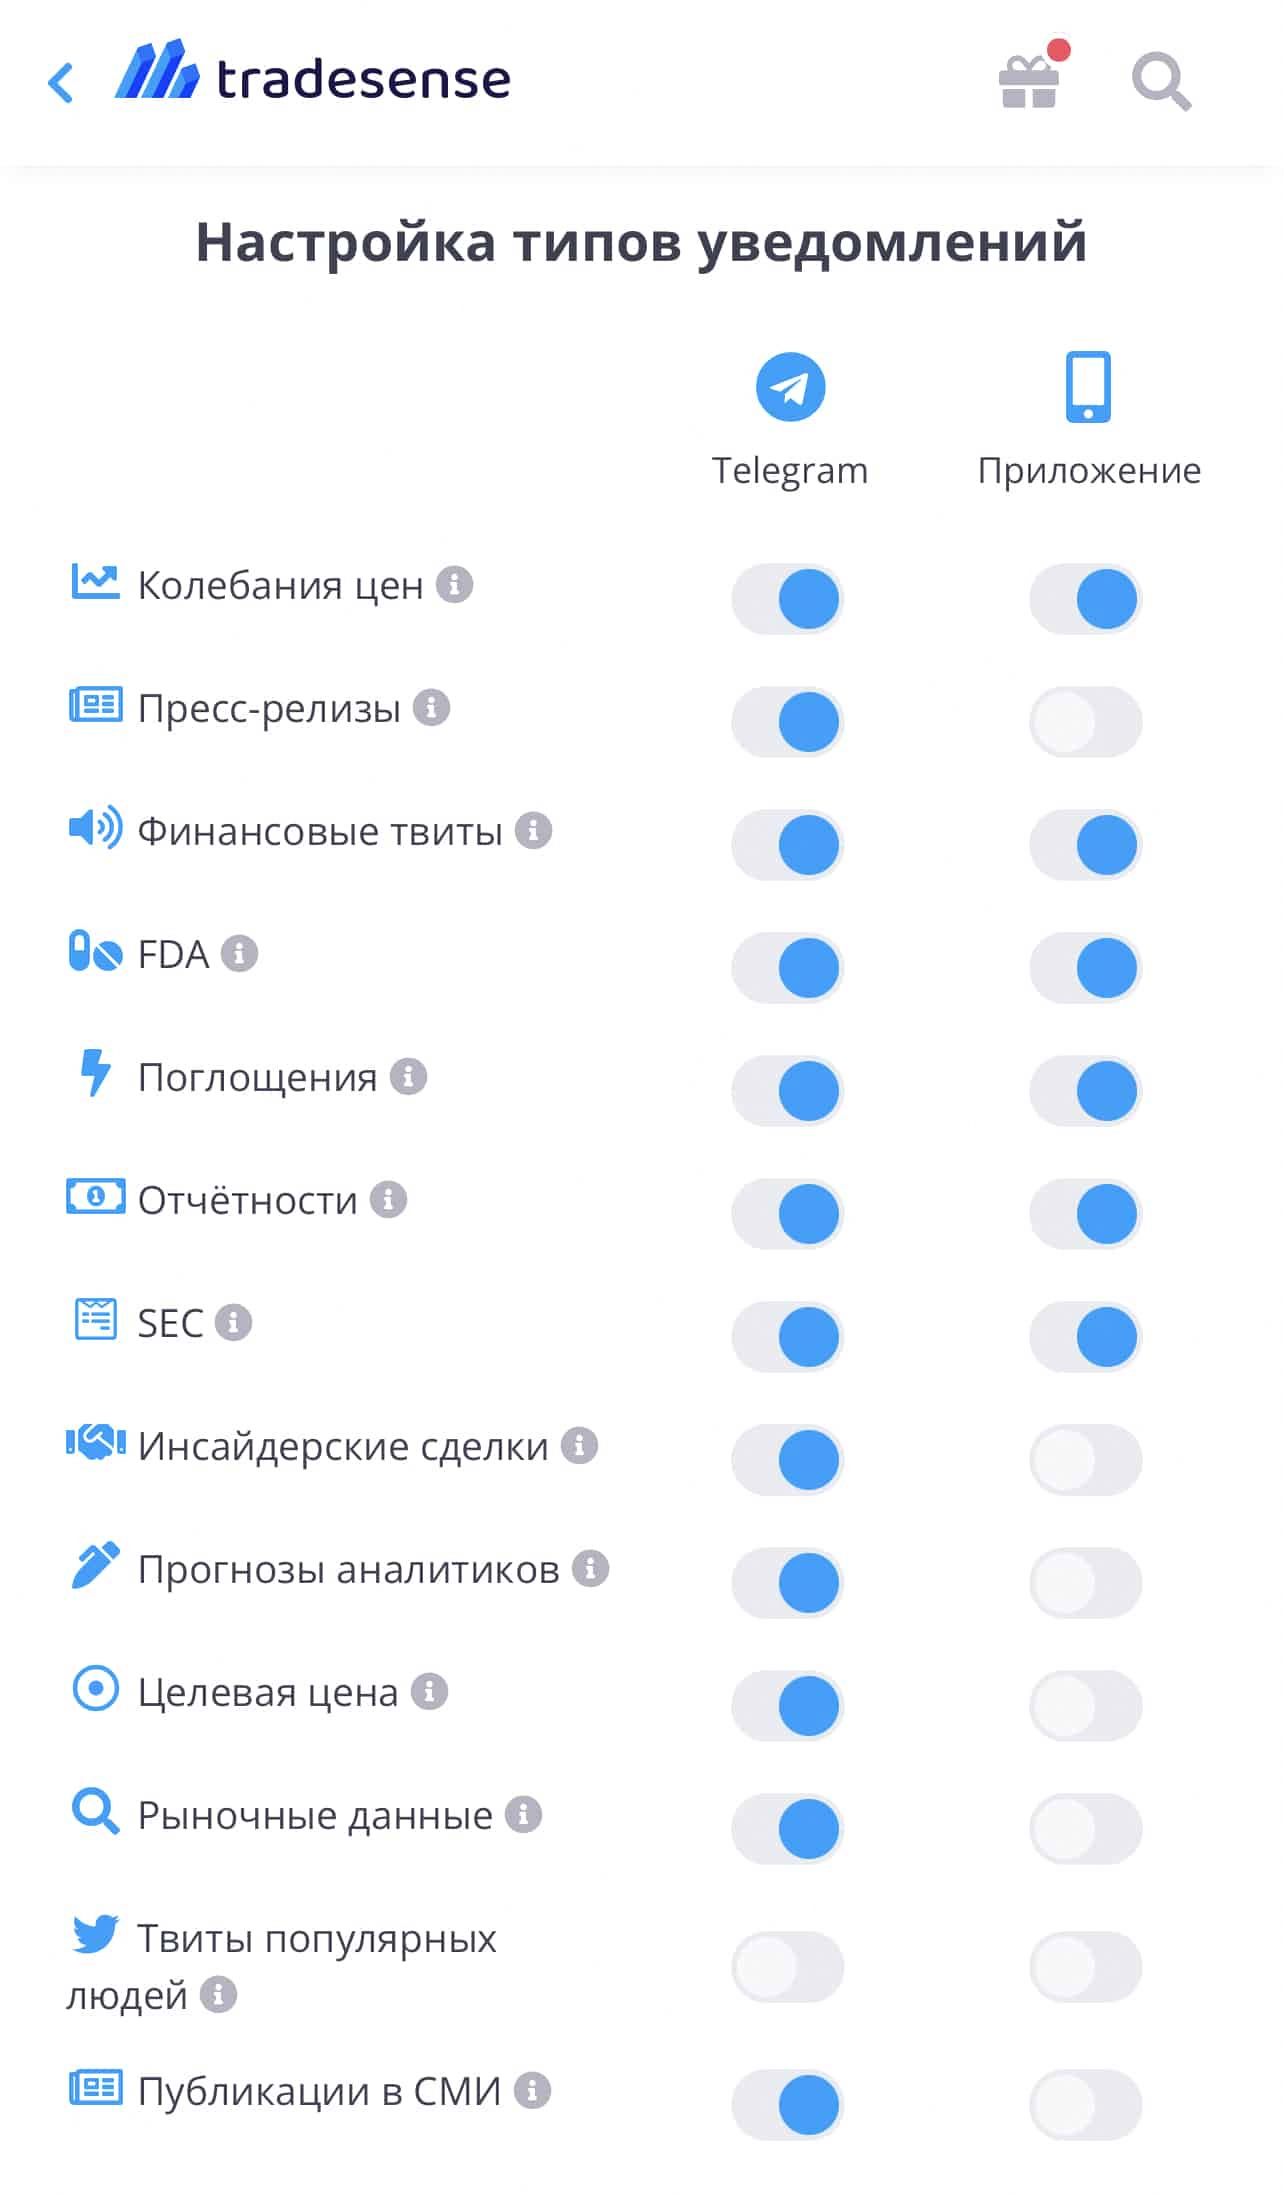 tradesense
Настройка типов уведомлений
Telegram
Приложение
Колебания цен
Пресс-релизы
Финансовые твиты
FDA
Поглощения
Отчётности
SEC
Инсайдерские сделки
Прогнозы аналитиков
Целевая цена
Рыночные данные
Твиты популярных
людей
Публикации в СМИ